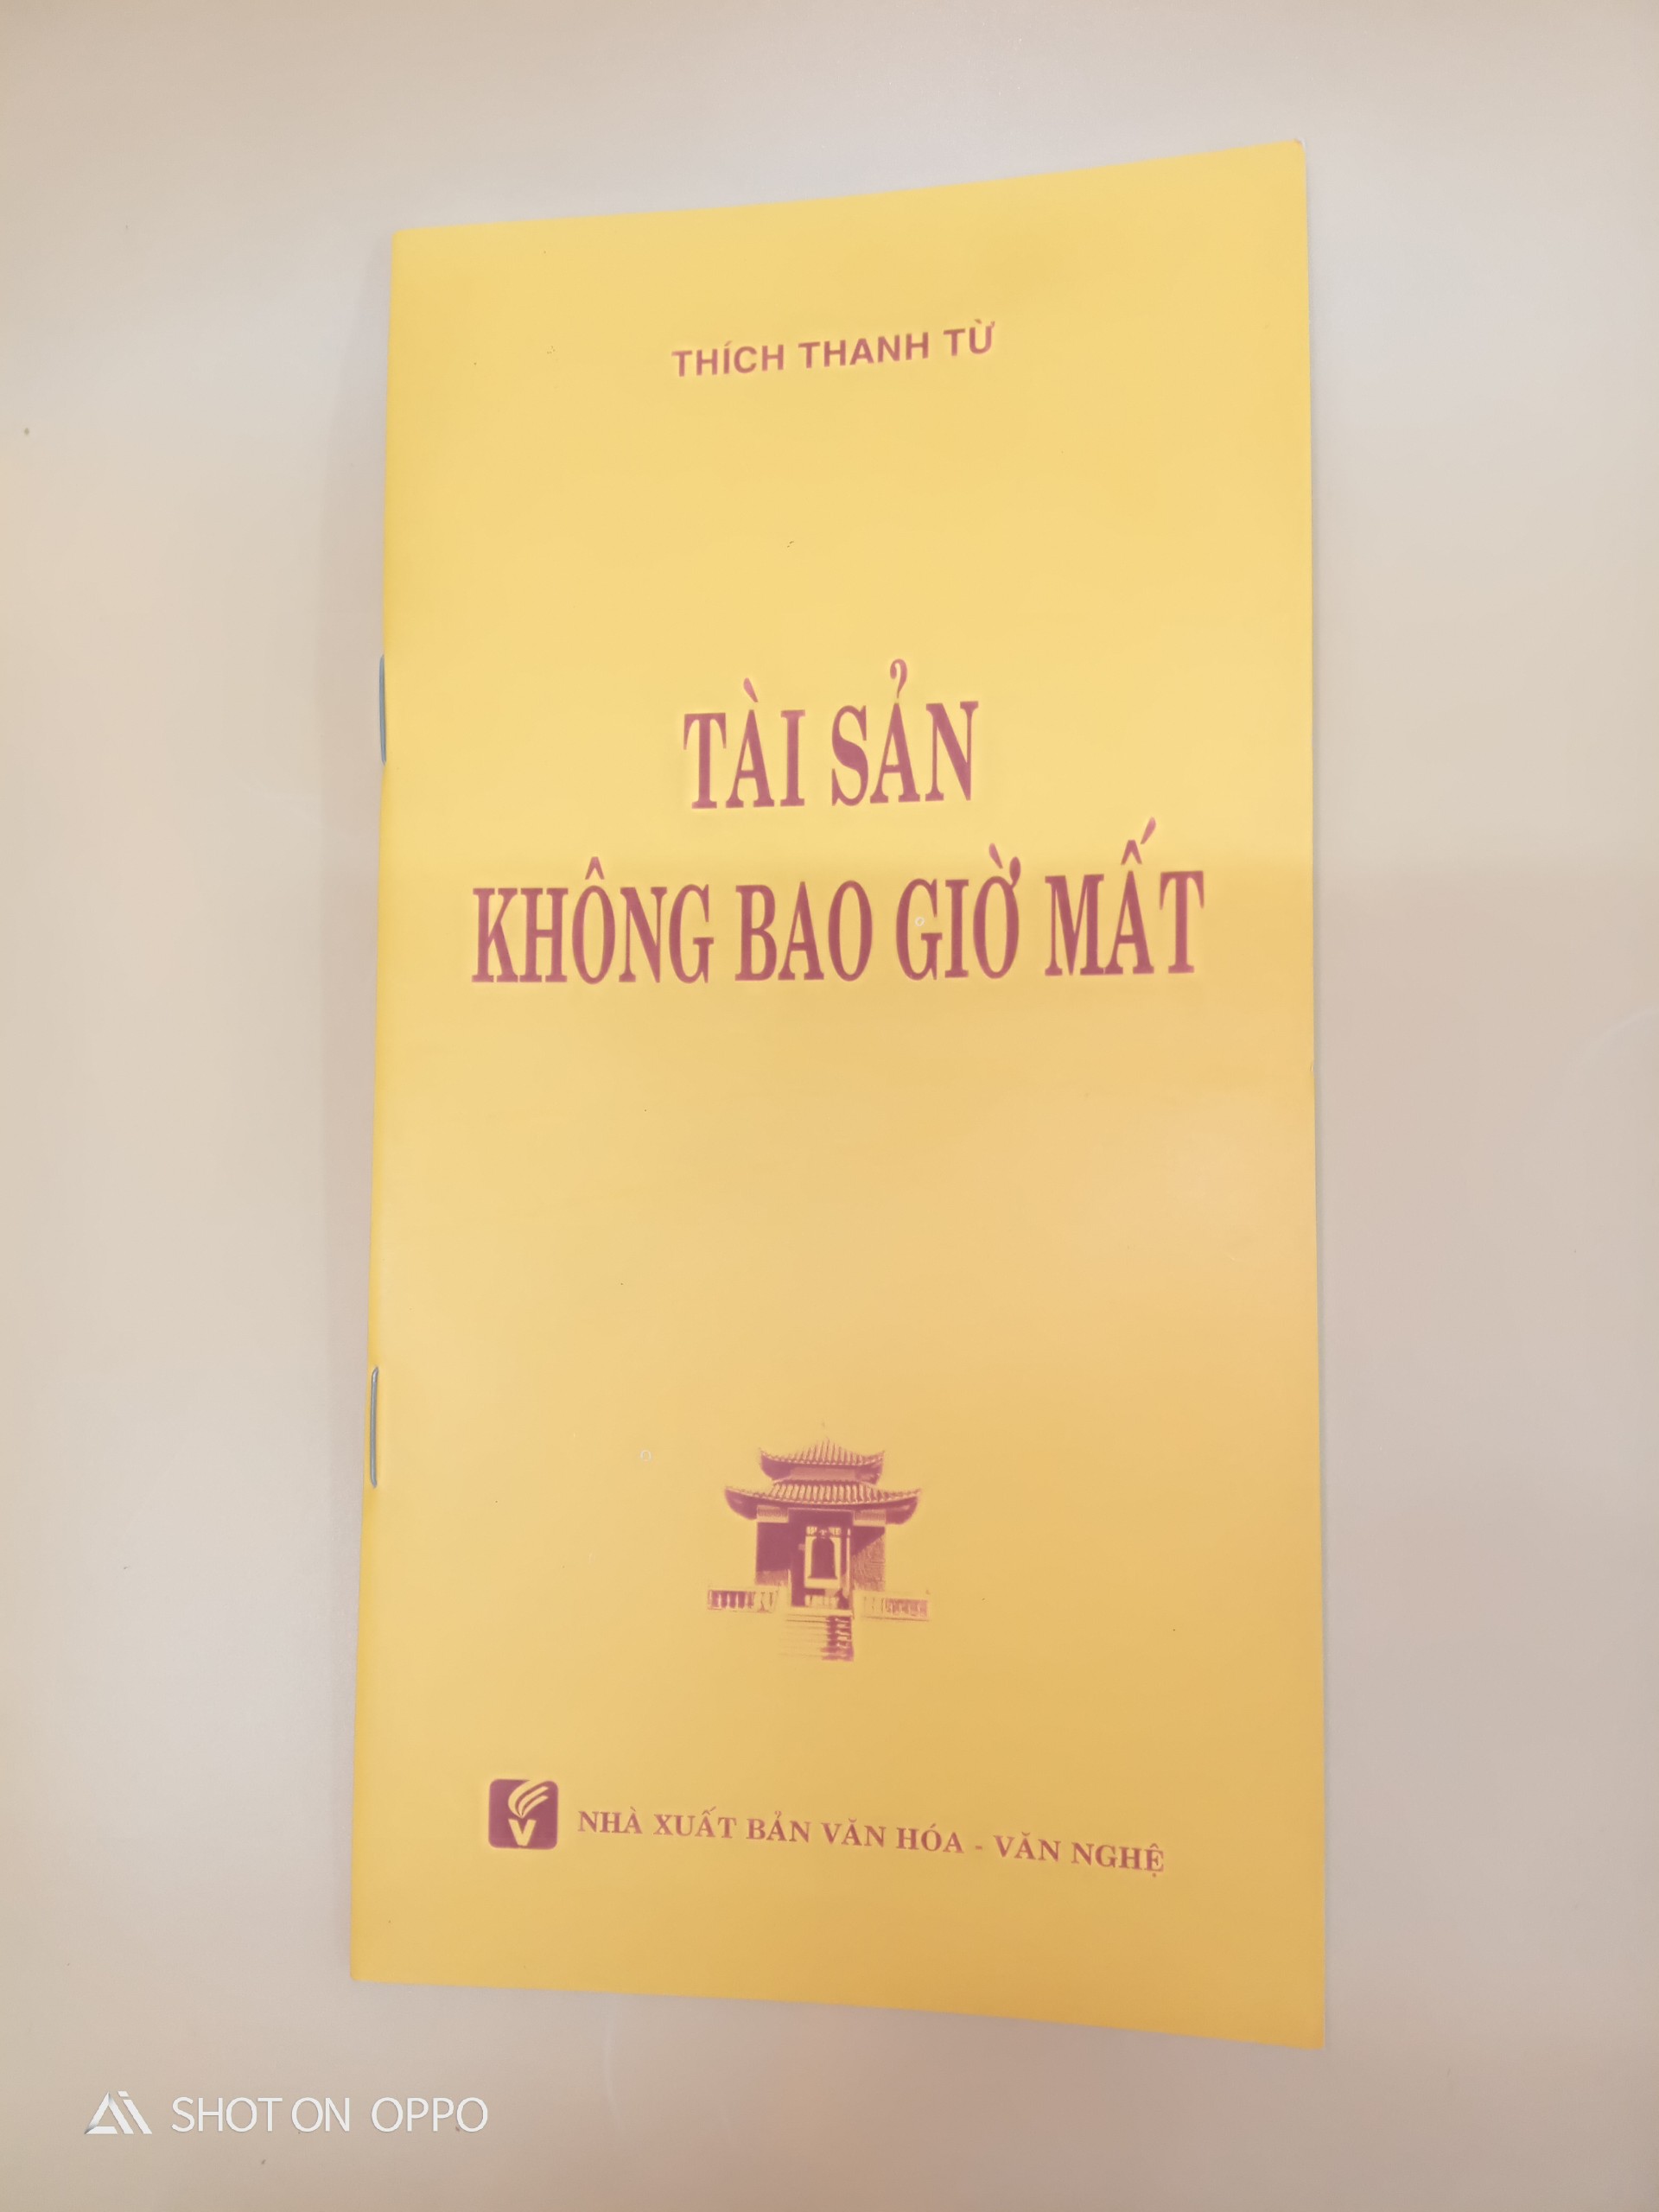 THÍCH THANH TỪ
TÀI SẢN
KHÔNG BAO GIỜ MẤT
V
NHÀ XUẤT BẢN VĂN HÓA - VĂN NGHỆ
SHOT ON OPPO